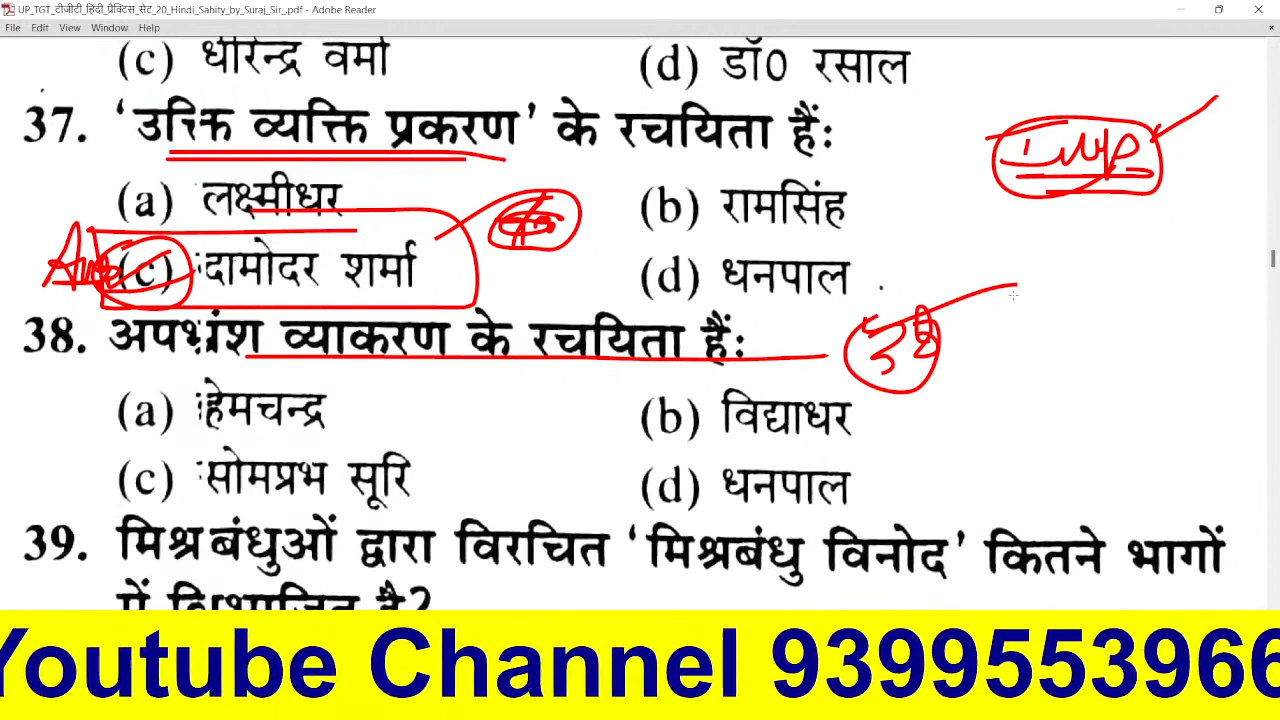 UP_TGT_टीजीटी_हिंदी_प्रैक्टिस_सेट_20_Hindi_Sahity_by_Suraj_Sir_.pdf - Adobe Reader
File Edit View Window Help
(c) धीरेन्द्र वर्मा (d) डॉ0 रसाल
37. ‘उक्ति व्यक्ति प्रकरण’ के रचयिता हैं:
Imp
(a) लक्ष्मीधर (b) रामसिंह
Ans (c) दामोदर शर्मा (d) धनपाल
38. अपभ्रंश व्याकरण के रचयिता हैं:
(a) हेमचन्द्र (b) विद्याधर
(c) सोमप्रभ सूरि (d) धनपाल
39. मिश्रबंधुओं द्वारा विरचित ‘मिश्रबंधु विनोद’ कितने भागों
में विभाजित है?
Youtube Channel 9399553966